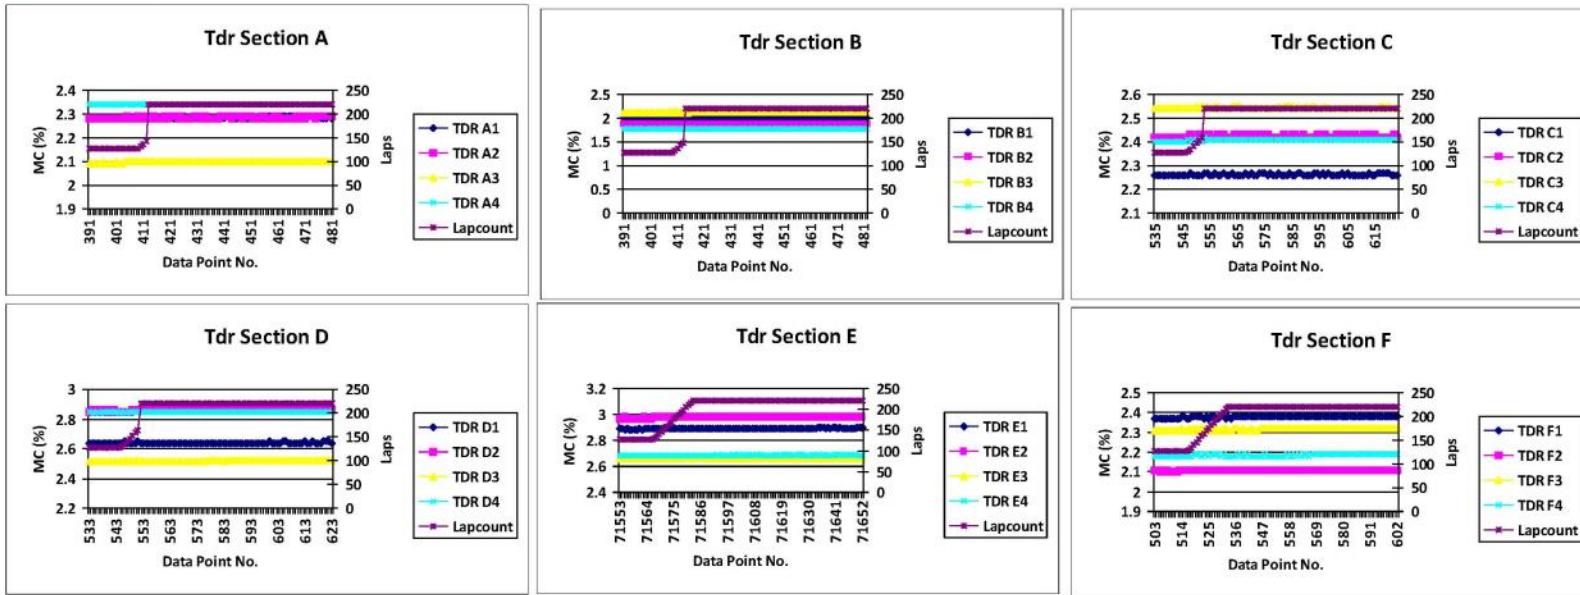 Tdr Section A
2.4 250
2.3 200
2.2 150
2.1 100
2 50
1.9 0
MC (%)
Laps
391 401 411 421 431 441 451 461 471 481
Data Point No.
TDR A1
TDR A2
TDR A3
TDR A4
Lapcount
Tdr Section B
2.5 250
2 200
1.5 150
1 100
0.5 50
0 0
MC (%)
Laps
391 401 411 421 431 441 451 461 471 481
Data Point No.
TDR B1
TDR B2
TDR B3
TDR B4
Lapcount
Tdr Section C
2.6 250
2.5 200
2.4 150
2.3 100
2.2 50
2.1 0
MC (%)
Laps
535 545 555 565 575 585 595 605 615
Data Point No.
TDR C1
TDR C2
TDR C3
TDR C4
Lapcount
Tdr Section D
3 250
2.8 200
150
2.6 100
2.4 50
2.2 0
MC (%)
Laps
533 543 553 563 573 583 593 603 613 623
Data Point No.
TDR D1
TDR D2
TDR D3
TDR D4
Lapcount
Tdr Section E
3.2 250
3 200
2.8 150
2.6 100
50
2.4 0
MC (%)
Laps
71553 71564 71575 71586 71597 71608 71619 71630 71641 71652
Data Point No.
TDR E1
TDR E2
TDR E3
TDR E4
Lapcount
Tdr Section F
2.5 250
2.4 200
2.3 150
2.2 100
2.1 50
2
1.9 0
MC (%)
Laps
503 514 525 536 547 558 569 580 591 602
Data Point No.
TDR F1
TDR F2
TDR F3
TDR F4
Lapcount